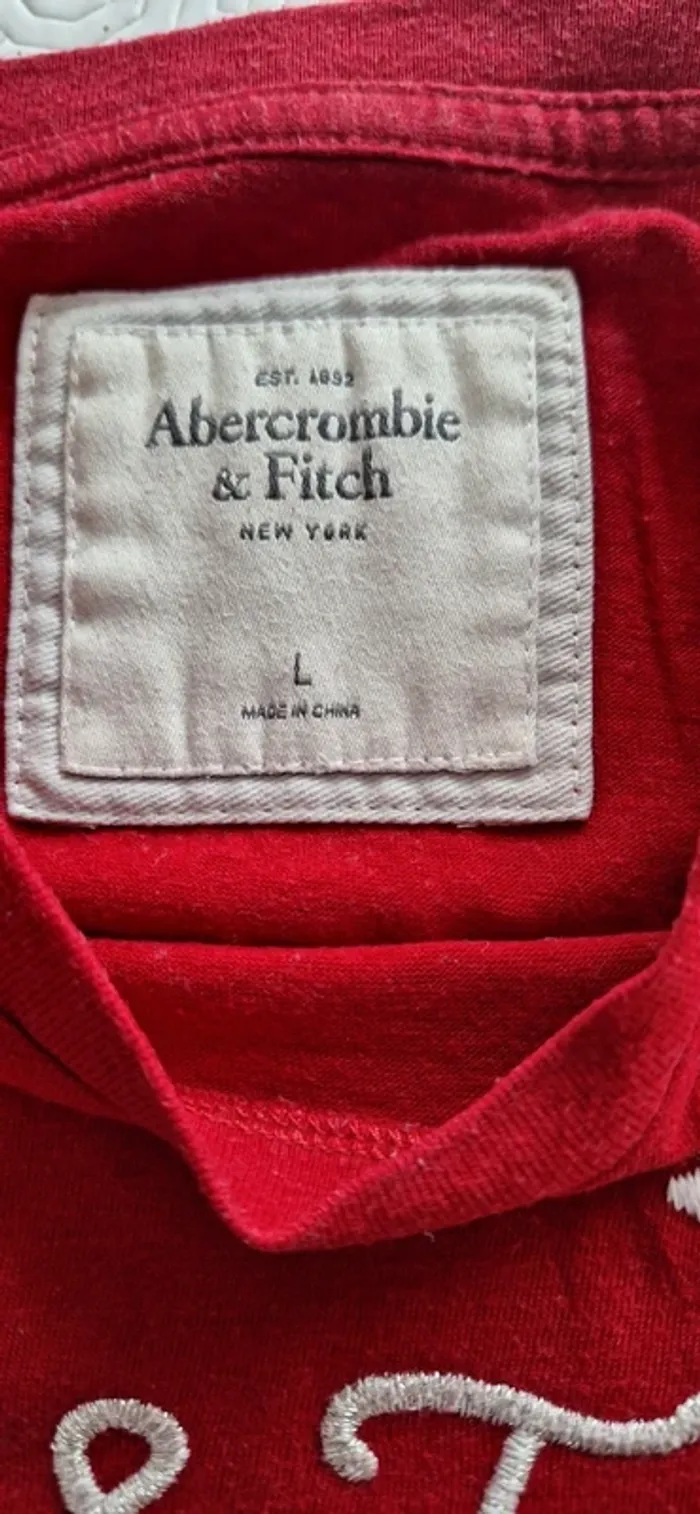 EST. 1892
Abercrombie
& Fitch
NEW YORK
L
MADE IN CHINA
& F